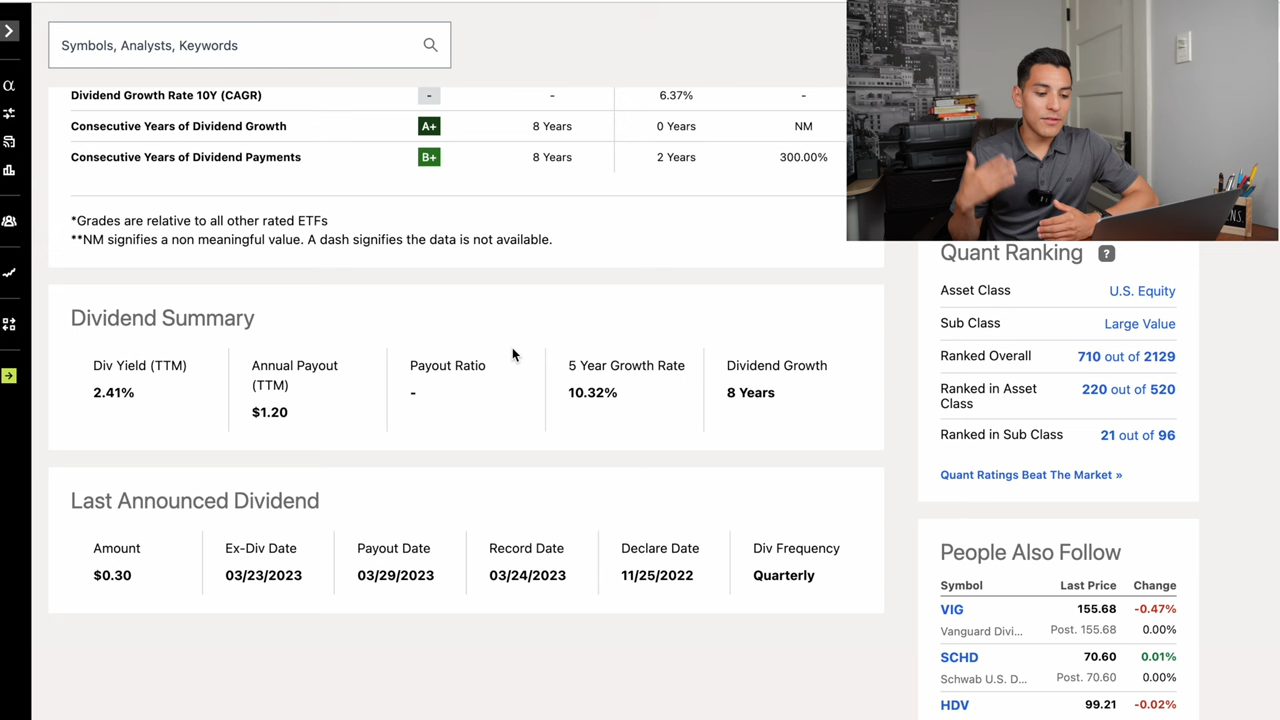 Symbols, Analysts, Keywords
Dividend Growth Rate 10Y (CAGR) - - 6.37% -
Consecutive Years of Dividend Growth A+ 8 Years 0 Years NM
Consecutive Years of Dividend Payments B+ 8 Years 2 Years 300.00%
*Grades are relative to all other rated ETFs
**NM signifies a non meaningful value. A dash signifies the data is not available.
Dividend Summary
Div Yield (TTM)
2.41%
Annual Payout
(TTM)
$1.20
Payout Ratio
-
5 Year Growth Rate
10.32%
Dividend Growth
8 Years
Last Announced Dividend
Amount
$0.30
Ex-Div Date
03/23/2023
Payout Date
03/29/2023
Record Date
03/24/2023
Declare Date
11/25/2022
Div Frequency
Quarterly
Quant Ranking ?
Asset Class U.S. Equity
Sub Class Large Value
Ranked Overall 710 out of 2129
Ranked in Asset
Class
220 out of 520
Ranked in Sub Class 21 out of 96
Quant Ratings Beat The Market »
People Also Follow
Symbol Last Price Change
VIG 155.68 -0.47%
Vanguard Divi... Post. 155.68 0.00%
SCHD 70.60 0.01%
Schwab U.S. D... Post. 70.60 0.00%
HDV 99.21 -0.02%